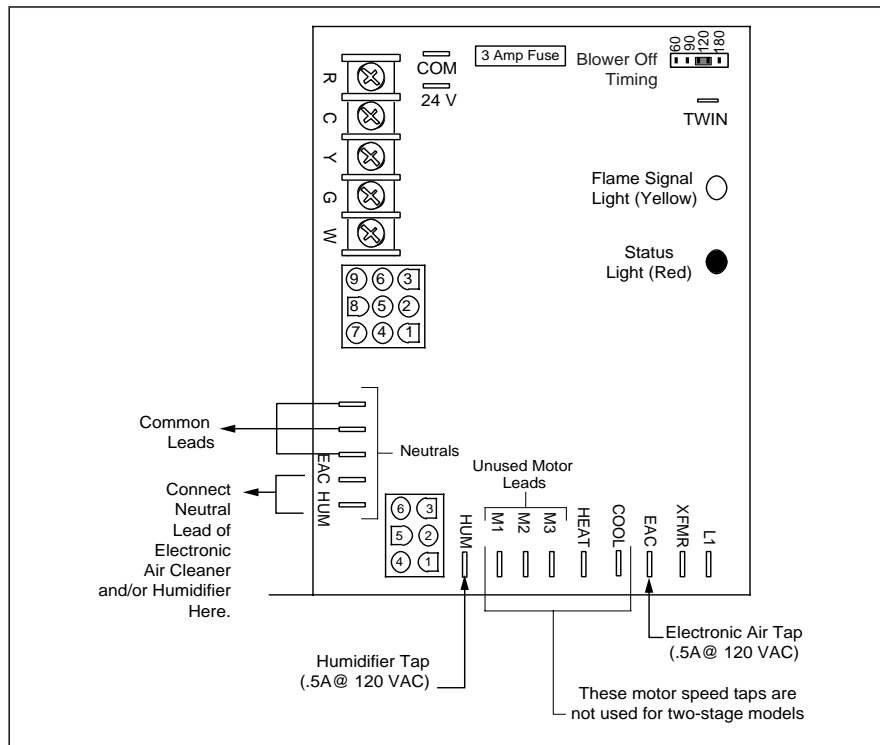 COM
24 V
3 Amp Fuse
Blower Off
Timing
60
90
120
180
TWIN
R
C
Y
G
W
Flame Signal
Light (Yellow)
Status
Light (Red)
9 6 3
8 5 2
7 4 1
Common
Leads
Neutrals
EAC HUM
Connect
Neutral
Lead of
Electronic
Air Cleaner
and/or Humidifier
Here.
6 3
5 2
4 1
Unused Motor
Leads
HUM
M1
M2
M3
HEAT
COOL
EAC
XFMR
L1
Humidifier Tap
(.5A@ 120 VAC)
Electronic Air Tap
(.5A@ 120 VAC)
These motor speed taps are
not used for two-stage models